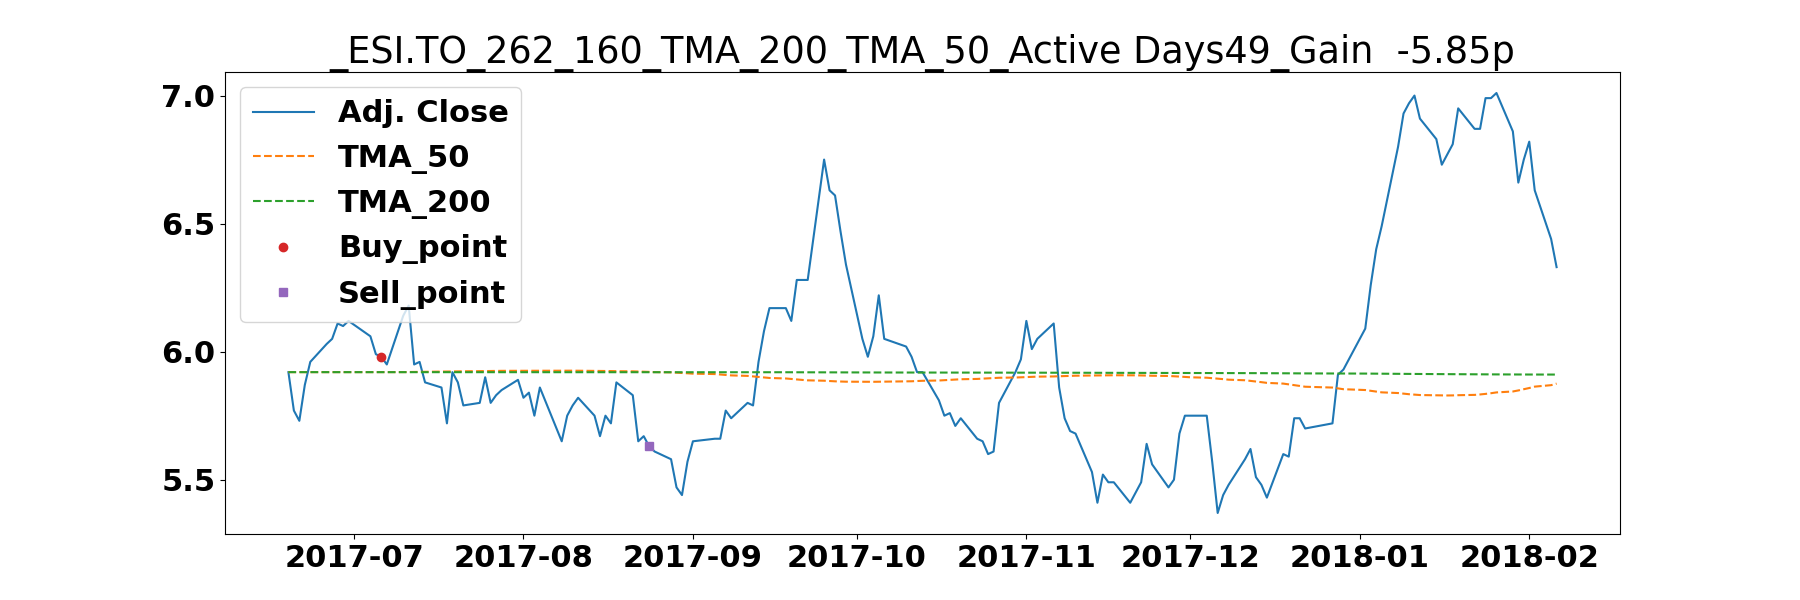 _ESI.TO_262_160_TMA_200_TMA_50_Active Days49_Gain  -5.85p
7.0
6.5
6.0
5.5
Adj. Close
TMA_50
TMA_200
Buy_point
Sell_point
2017-07 2017-08 2017-09 2017-10 2017-11 2017-12 2018-01 2018-02